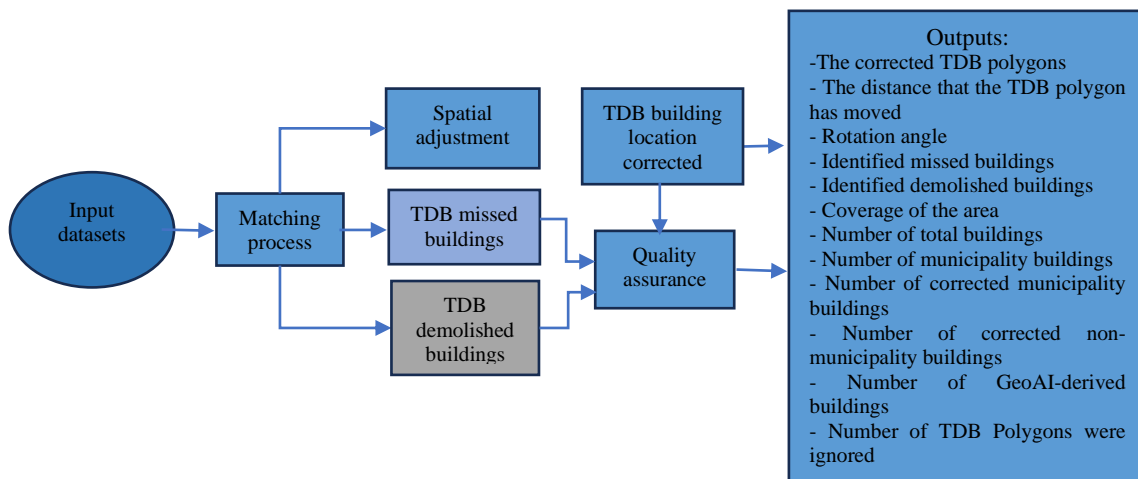 Input
datasets
Matching
process
Spatial
adjustment
TDB missed
buildings
TDB
demolished
buildings
TDB building
location
corrected
Quality
assurance
Outputs:
-The corrected TDB polygons
- The distance that the TDB polygon
has moved
- Rotation angle
- Identified missed buildings
- Identified demolished buildings
- Coverage of the area
- Number of total buildings
- Number of municipality buildings
- Number of corrected municipality
buildings
- Number of corrected non-
municipality buildings
- Number of GeoAI-derived
buildings
- Number of TDB Polygons were
ignored